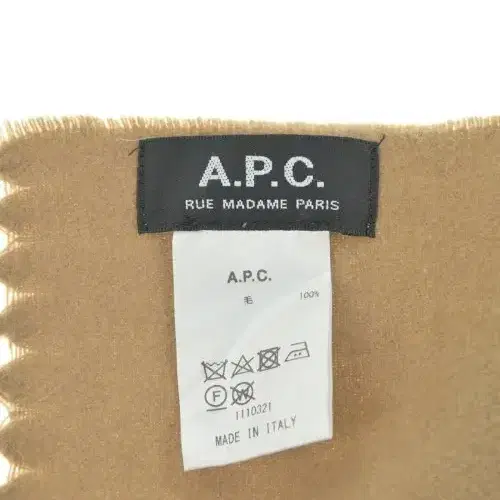 A.P.C.
RUE MADAME PARIS
A.P.C.
毛 100%
F W
1110321
MADE IN ITALY